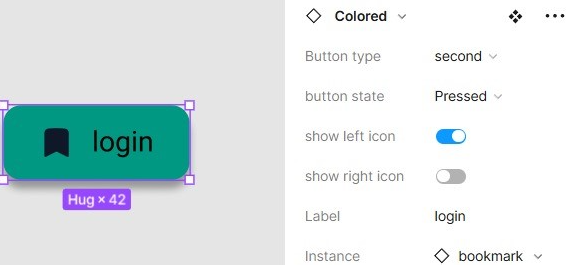 Colored
Button type second
button state Pressed
show left icon
login
show right icon
Hug × 42
Label login
Instance bookmark